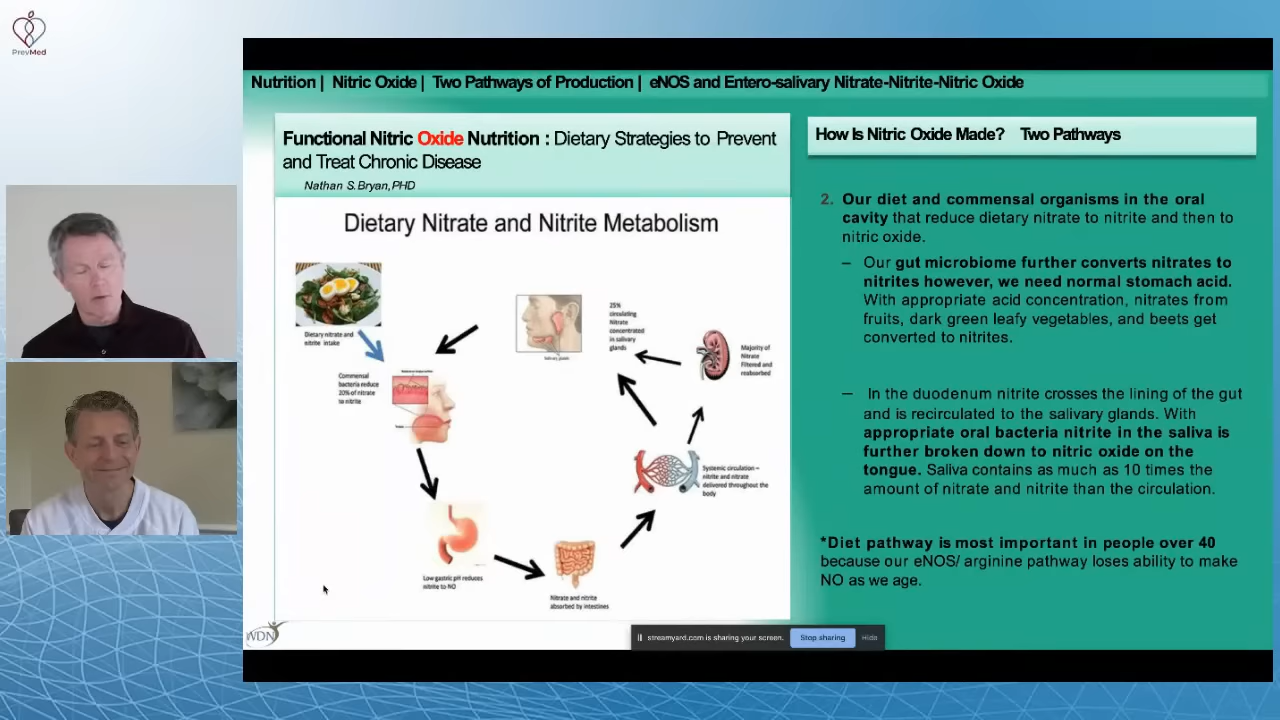 PrevMed
Nutrition | Nitric Oxide | Two Pathways of Production | eNOS and Entero-salivary Nitrate-Nitrite-Nitric Oxide
Functional Nitric Oxide Nutrition : Dietary Strategies to Prevent
and Treat Chronic Disease
Nathan S. Bryan, PHD
Dietary Nitrate and Nitrite Metabolism
Dietary nitrate and
nitrite intake
Commensal
bacteria reduce
20% of nitrate
to nitrite
Salivary glands
25%
circulating
Nitrate
concentrated
in salivary
glands
Majority of
Nitrate
Filtered and
reabsorbed
Systemic circulation –
nitrite and nitrate
delivered throughout the
body
Low gastric pH reduces
nitrite to NO
Nitrate and nitrite
absorbed by intestines
WDN
How Is Nitric Oxide Made? Two Pathways
2. Our diet and commensal organisms in the oral
cavity that reduce dietary nitrate to nitrite and then to
nitric oxide.
– Our gut microbiome further converts nitrates to
nitrites however, we need normal stomach acid.
With appropriate acid concentration, nitrates from
fruits, dark green leafy vegetables, and beets get
converted to nitrites.
– In the duodenum nitrite crosses the lining of the gut
and is recirculated to the salivary glands. With
appropriate oral bacteria nitrite in the saliva is
further broken down to nitric oxide on the
tongue. Saliva contains as much as 10 times the
amount of nitrate and nitrite than the circulation.
*Diet pathway is most important in people over 40
because our eNOS/ arginine pathway loses ability to make
NO as we age.
streamyard.com is sharing your screen. Stop sharing Hide